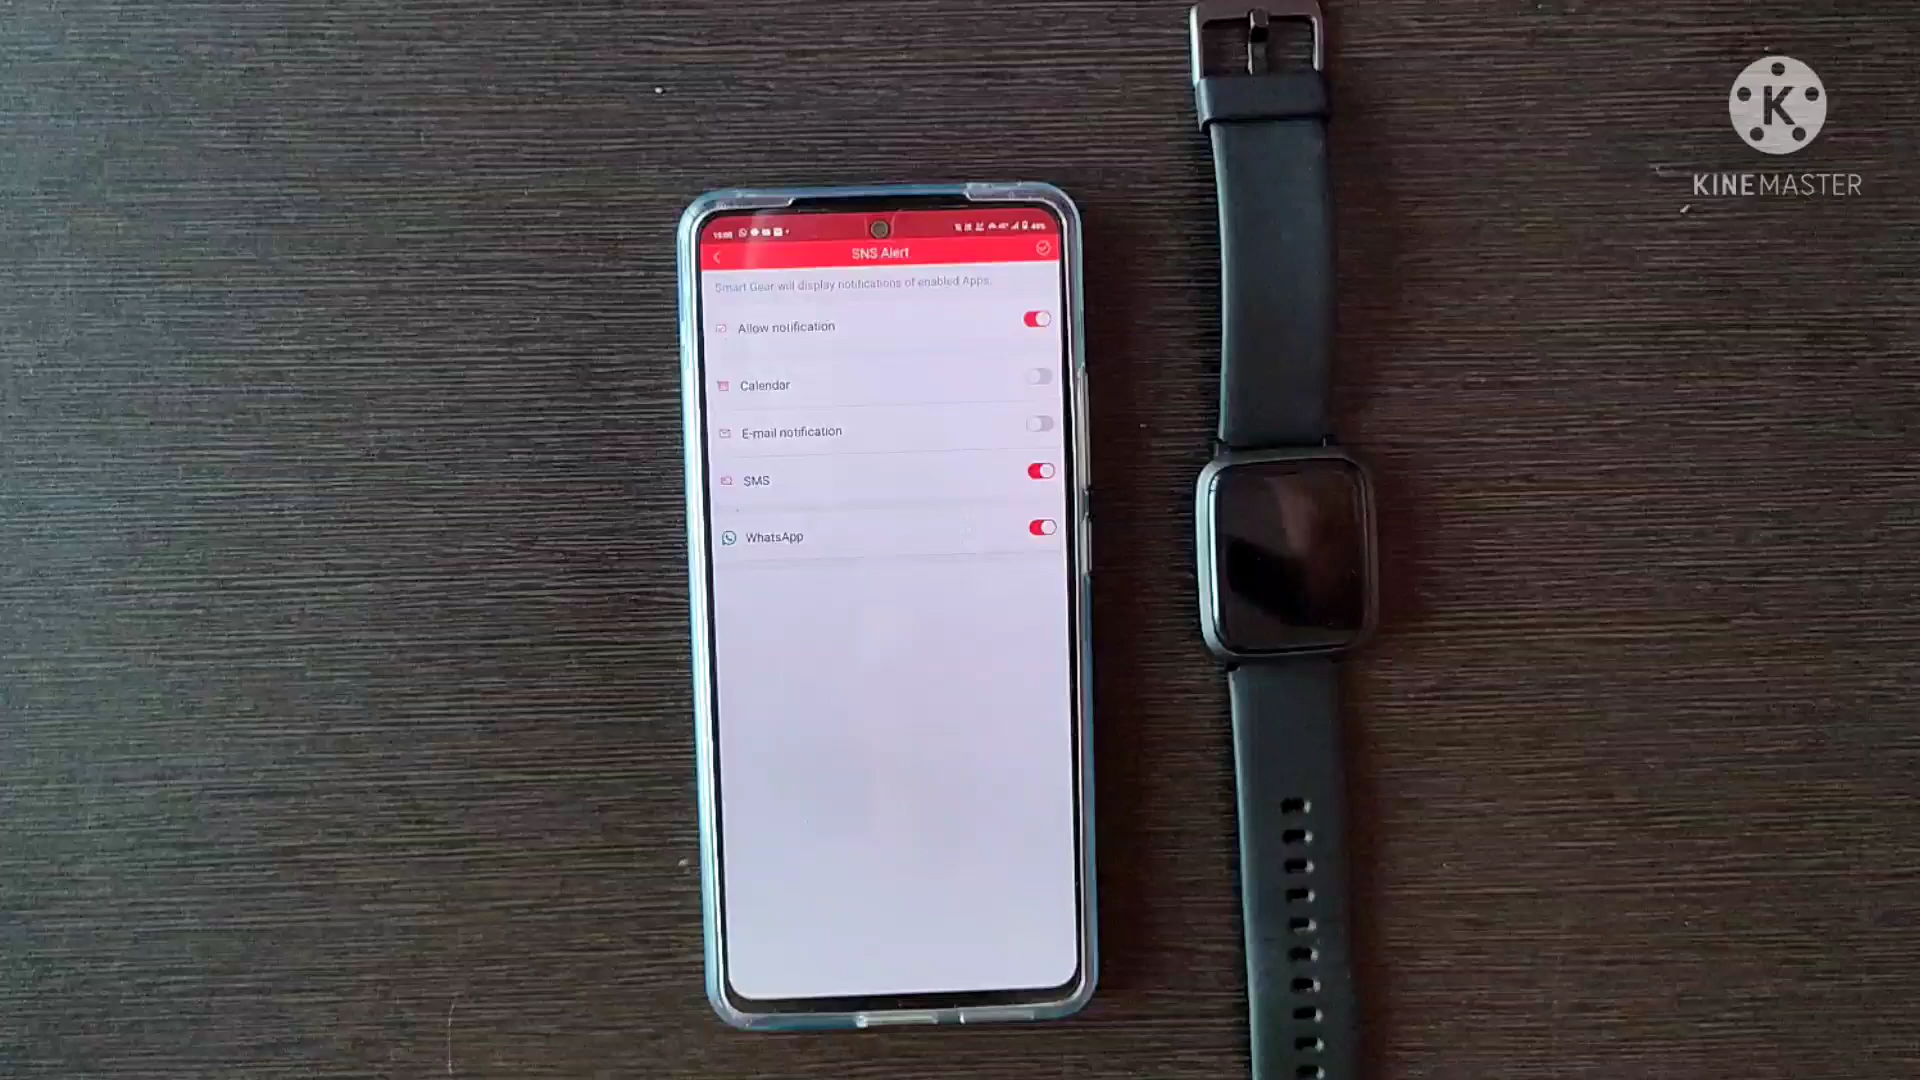 K
KINEMASTER
SNS Alert
Smart Gear will display notifications of enabled Apps.
Allow notification
Calendar
E-mail notification
SMS
WhatsApp